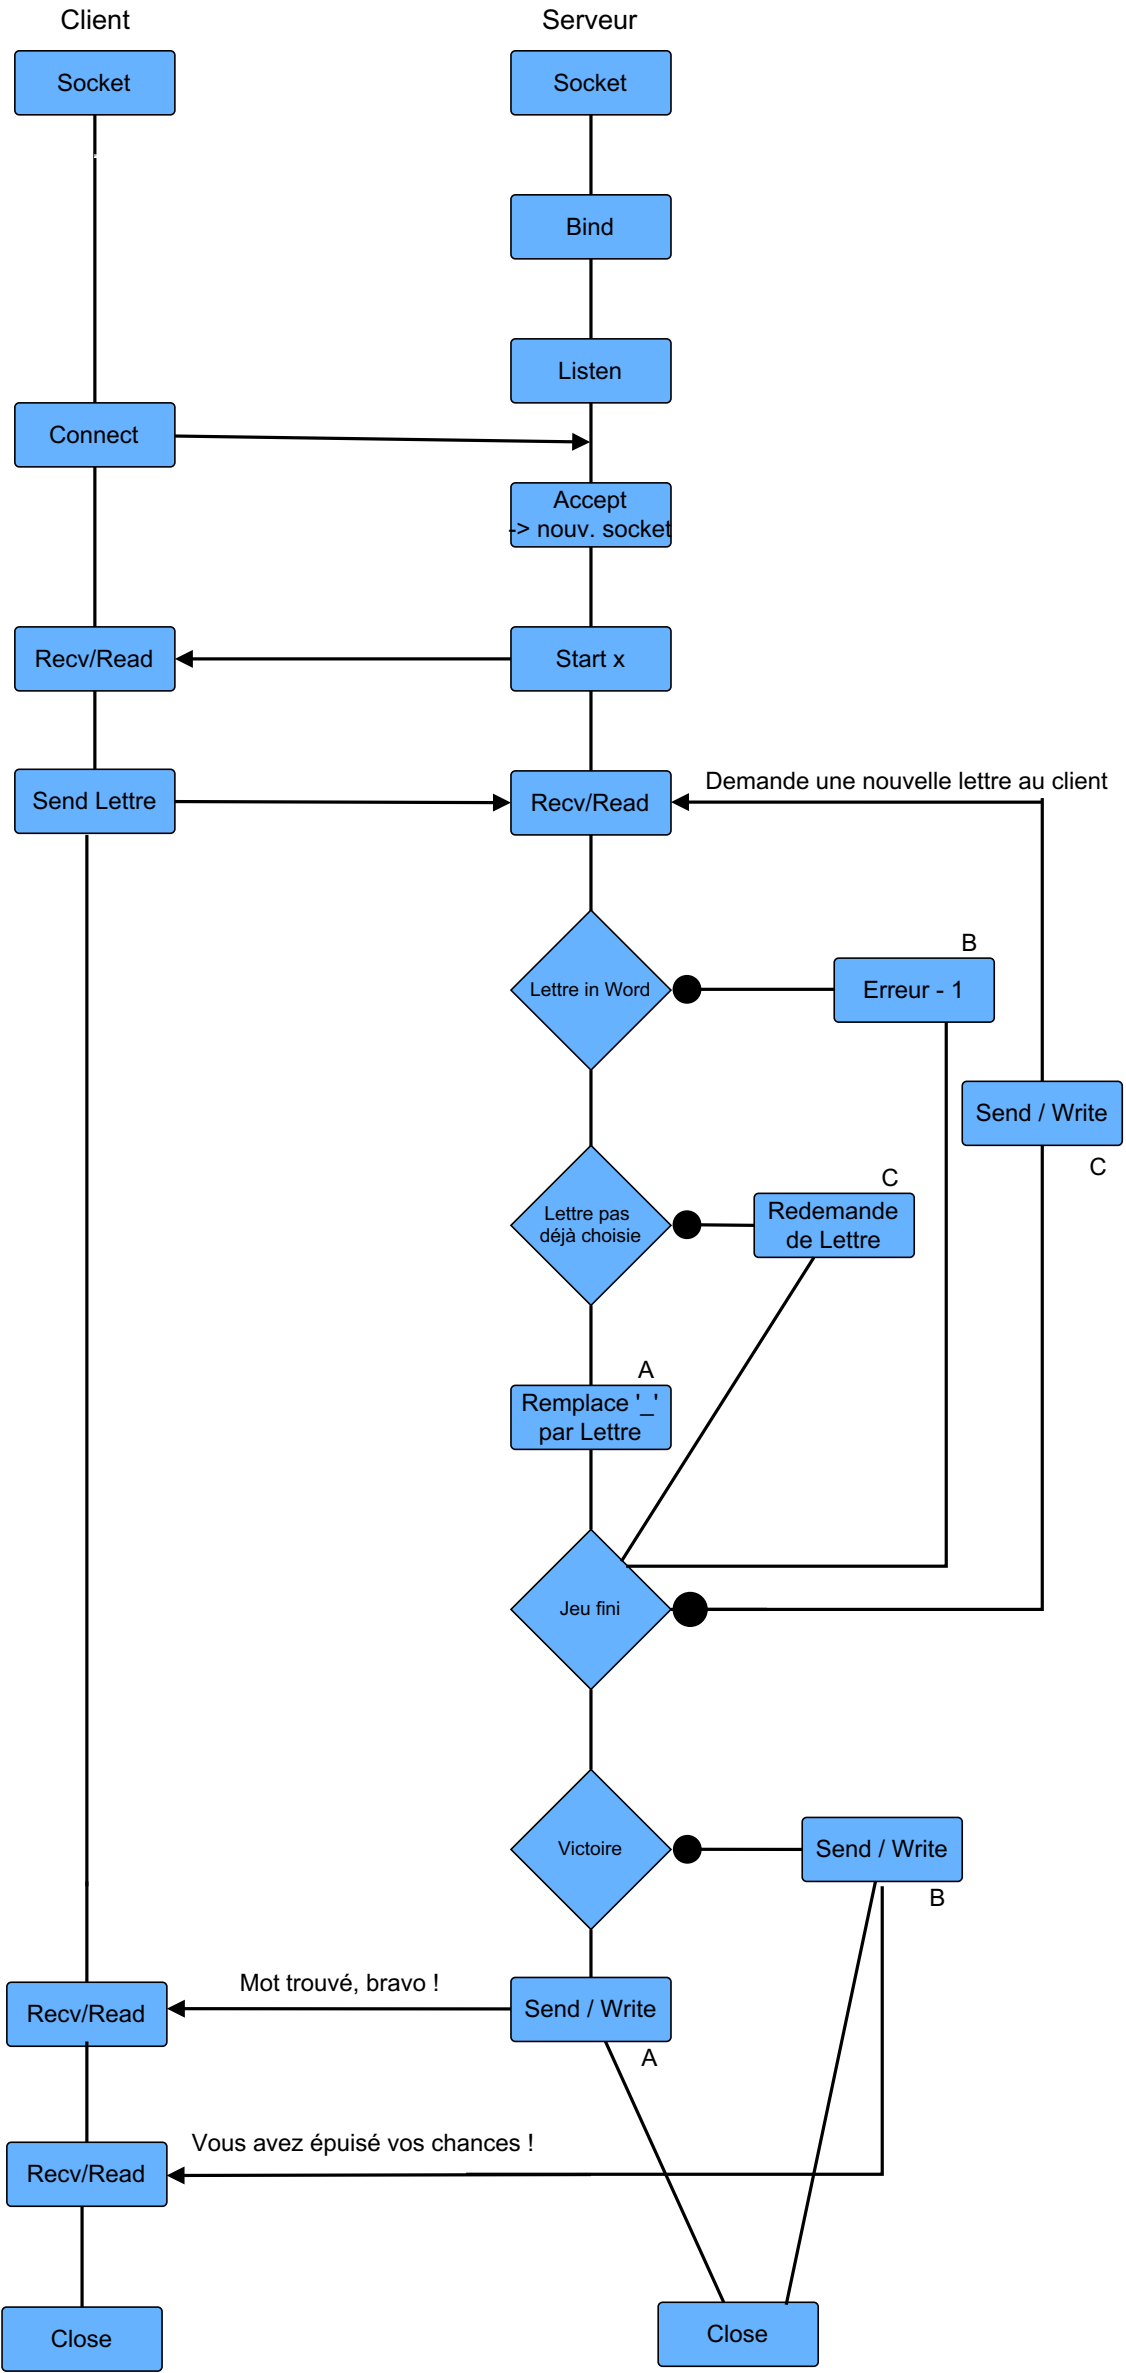 Client
Serveur
Socket
Socket
Bind
Listen
Connect
Accept
-> nouv. socket
Recv/Read
Start x
Demande une nouvelle lettre au client
Send Lettre
Recv/Read
B
Lettre in Word
Erreur - 1
Send / Write
C
C
Lettre pas
déjà choisie
Redemande
de Lettre
A
Remplace '_'
par Lettre
Jeu fini
Victoire
Send / Write
B
Mot trouvé, bravo !
Recv/Read
Send / Write
A
Vous avez épuisé vos chances !
Recv/Read
Close
Close